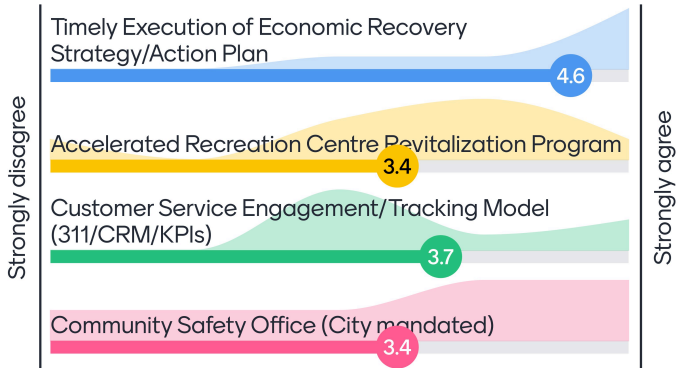 Timely Execution of Economic Recovery
Strategy/Action Plan
4.6
Accelerated Recreation Centre Revitalization Program
3.4
Customer Service Engagement/Tracking Model
(311/CRM/KPIs)
3.7
Community Safety Office (City mandated)
3.4
Strongly disagree
Strongly agree